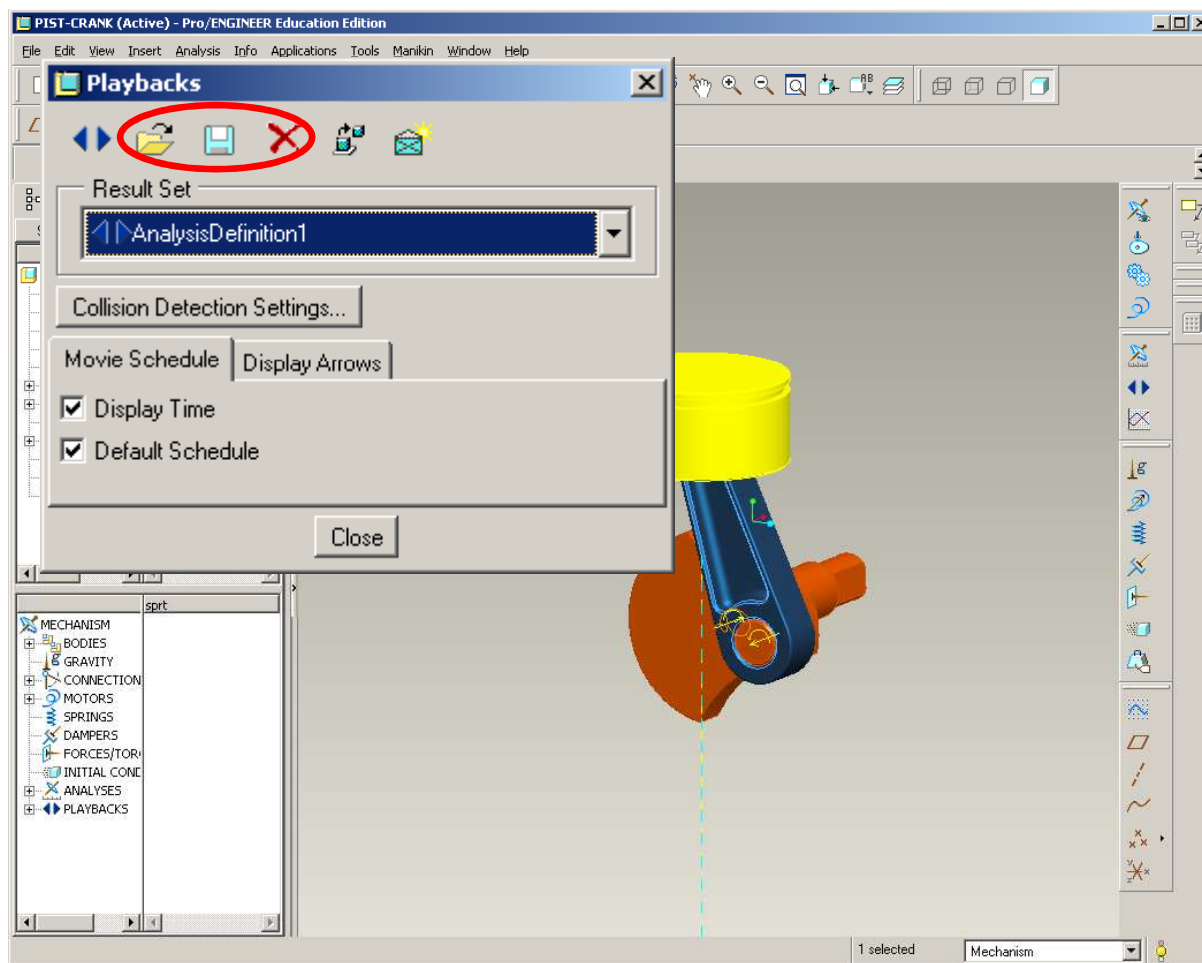 PIST-CRANK (Active) - Pro/ENGINEER Education Edition
File Edit View Insert Analysis Info Applications Tools Manikin Window Help
Playbacks
Result Set
AnalysisDefinition1
Collision Detection Settings...
Movie Schedule Display Arrows
Display Time
Default Schedule
Close
sprt
MECHANISM
BODIES
GRAVITY
CONNECTION
MOTORS
SPRINGS
DAMPERS
FORCES/TOR
INITIAL COND
ANALYSES
PLAYBACKS
1 selected Mechanism